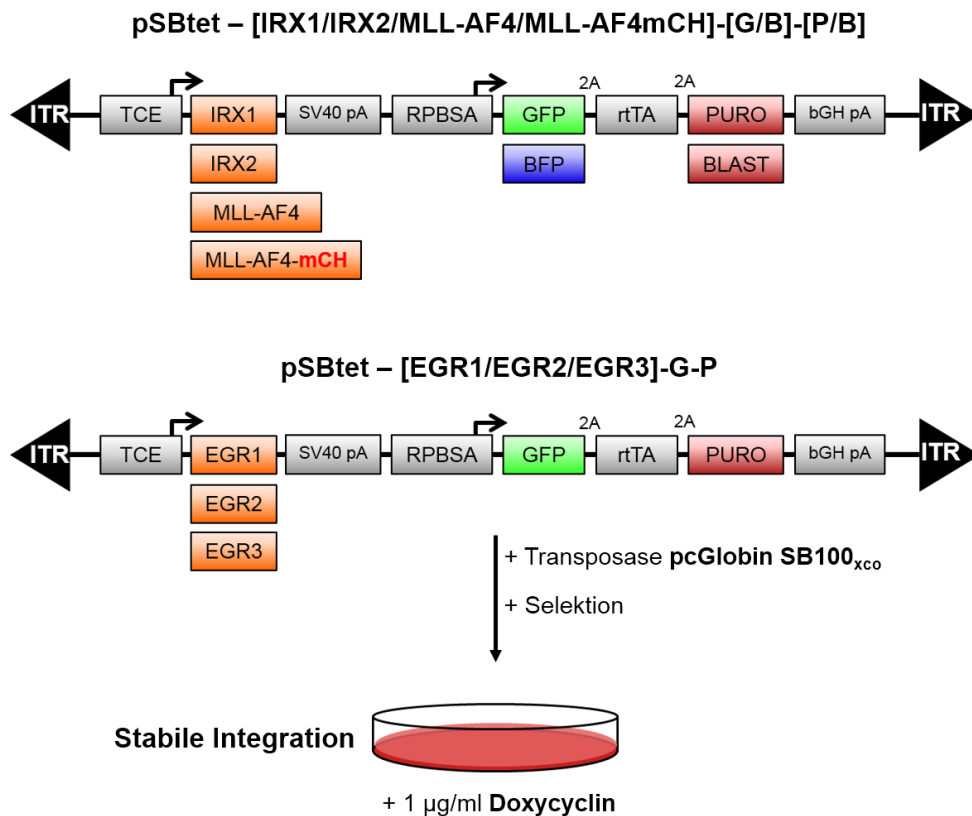 pSBtet – [IRX1/IRX2/MLL-AF4/MLL-AF4mCH]-[G/B]-[P/B]
2A 2A
ITR TCE IRX1 SV40 pA RPBSA GFP rtTA PURO bGH pA ITR
IRX2 BFP BLAST
MLL-AF4
MLL-AF4-mCH
pSBtet – [EGR1/EGR2/EGR3]-G-P
2A 2A
ITR TCE EGR1 SV40 pA RPBSA GFP rtTA PURO bGH pA ITR
EGR2
EGR3
+ Transposase pcGlobin SB100xco
+ Selektion
Stabile Integration
+ 1 µg/ml Doxycyclin